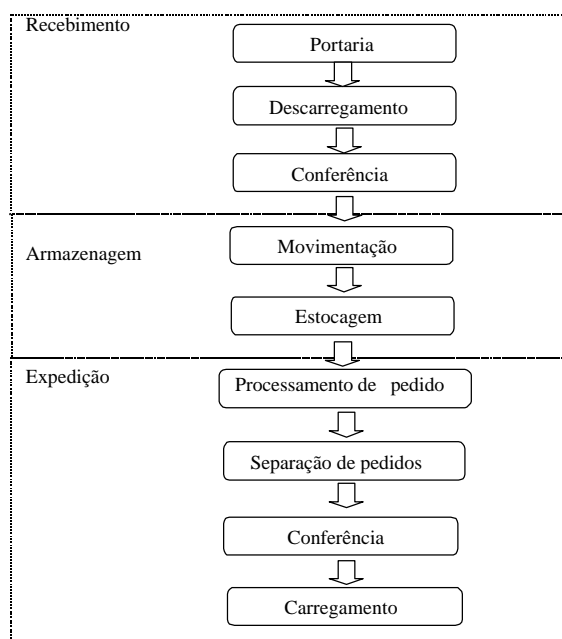 Recebimento
Portaria
Descarregamento
Conferência
Armazenagem
Movimentação
Estocagem
Expedição
Processamento de pedido
Separação de pedidos
Conferência
Carregamento